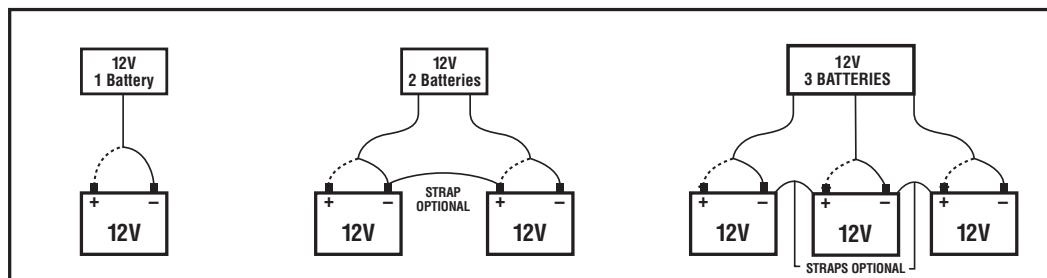 12V
1 Battery
+ –
12V
12V
2 Batteries
+ –
12V
STRAP
OPTIONAL
+ –
12V
12V
3 BATTERIES
+ –
12V
+ –
12V
+ –
12V
STRAPS OPTIONAL